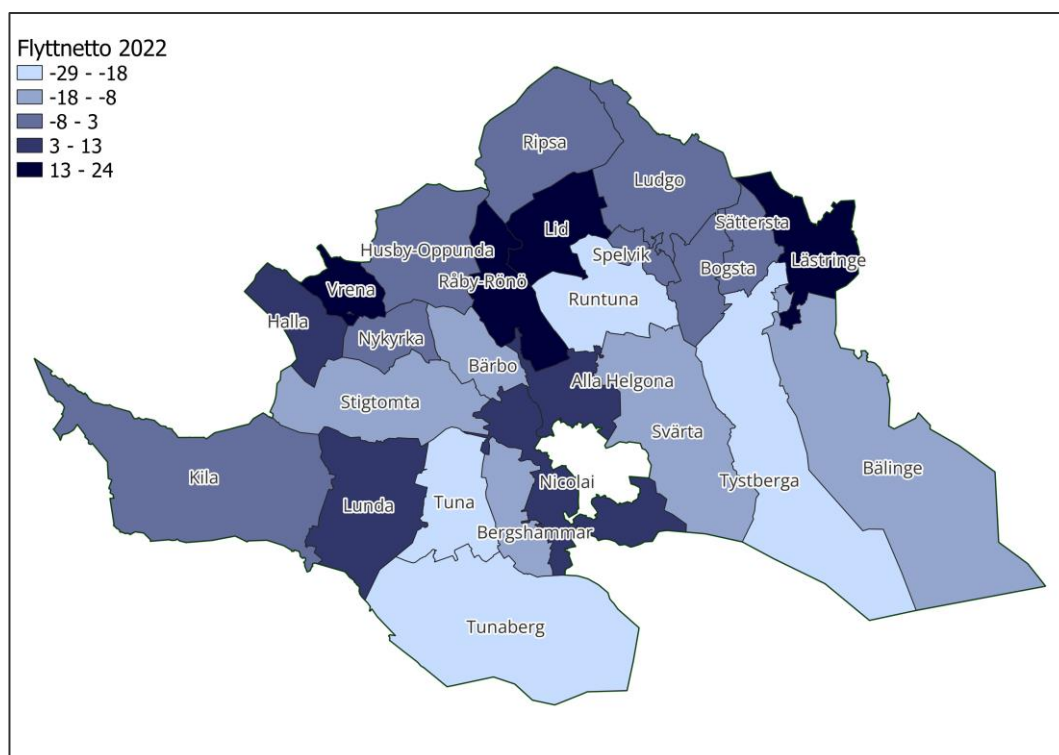 Flyttnetto 2022
-29 - -18
-18 - -8
-8 - 3
3 - 13
13 - 24
Ripsa
Ludgo
Sättersta
Lid
Husby-Oppunda
Spelvik
Lästringe
Bogsta
Råby-Rönö
Vrena
Runtuna
Halla
Nykyrka
Bärbo
Alla Helgona
Stigtomta
Svärta
Bälinge
Kila
Tystberga
Nicolai
Tuna
Lunda
Bergshammar
Tunaberg